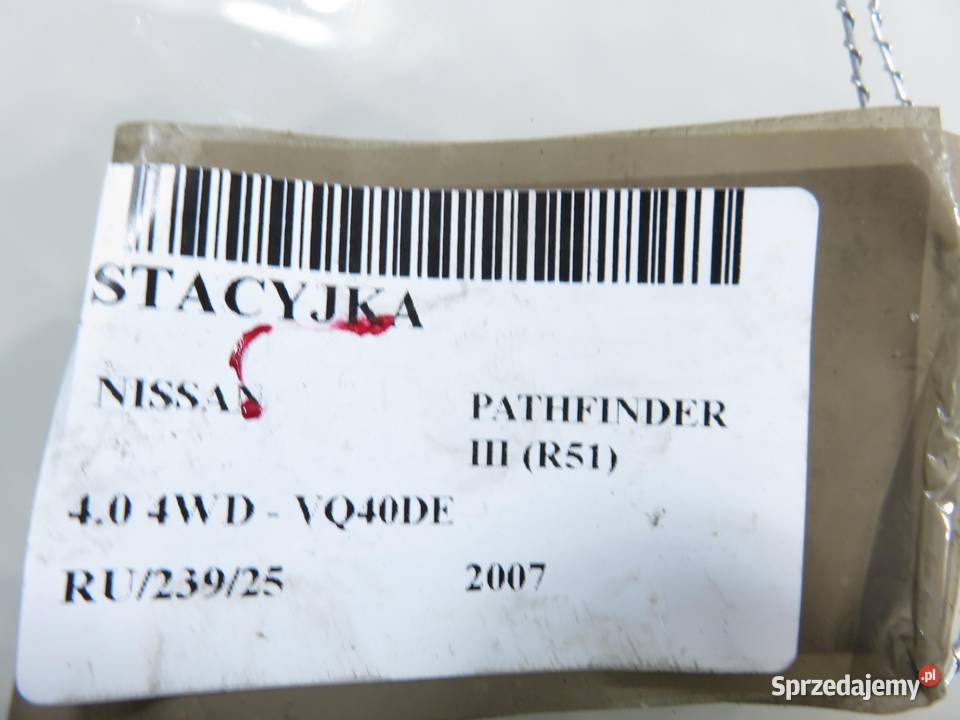 STACYJKA
NISSAN
PATHFINDER
III (R51)
4.0 4WD - VQ40DE
RU/239/25
2007
Sprzedajemy.pl